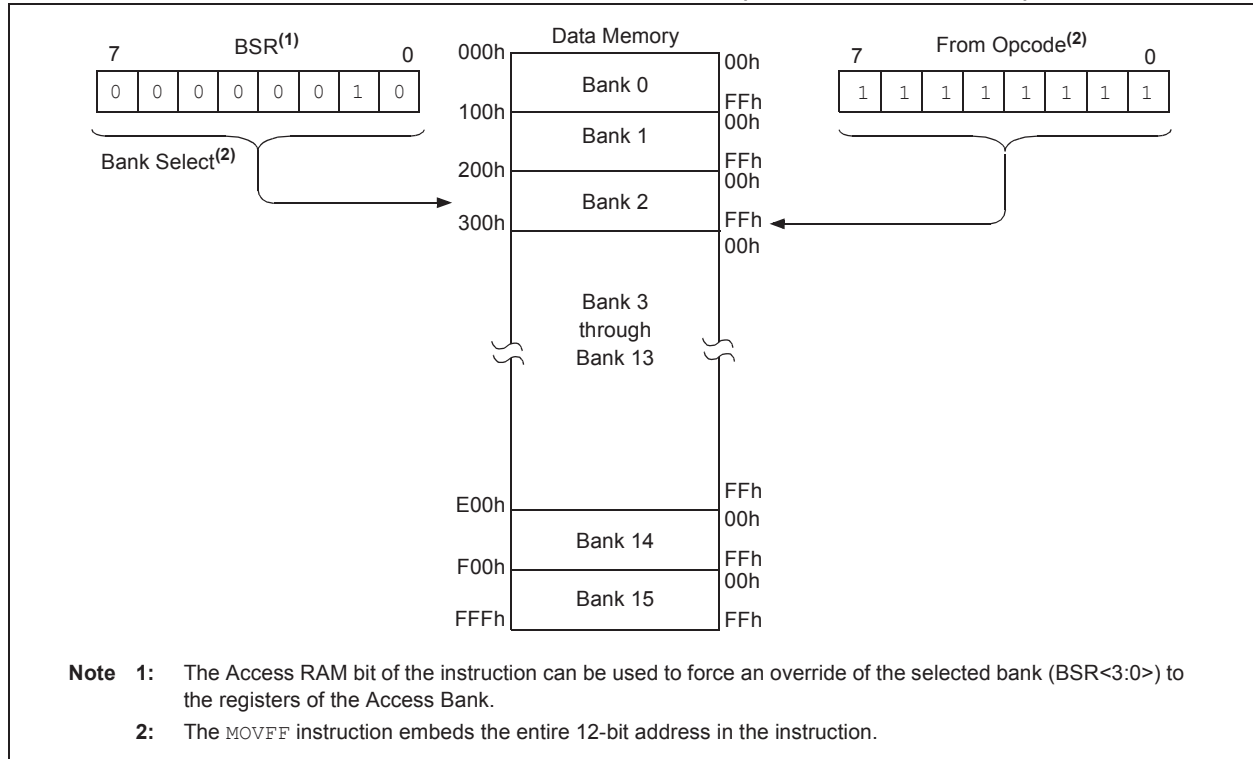 7 BSR(1) 0
0 0 0 0 0 0 1 0
Bank Select(2)
Data Memory
000h
Bank 0
00h
FFh
100h
Bank 1
00h
FFh
200h
Bank 2
00h
FFh
300h
00h
Bank 3
through
Bank 13
FFh
E00h
Bank 14
00h
FFh
F00h
Bank 15
00h
FFFh
FFh
7 From Opcode(2) 0
1 1 1 1 1 1 1 1
Note 1: The Access RAM bit of the instruction can be used to force an override of the selected bank (BSR<3:0>) to
the registers of the Access Bank.
2: The MOVFF instruction embeds the entire 12-bit address in the instruction.